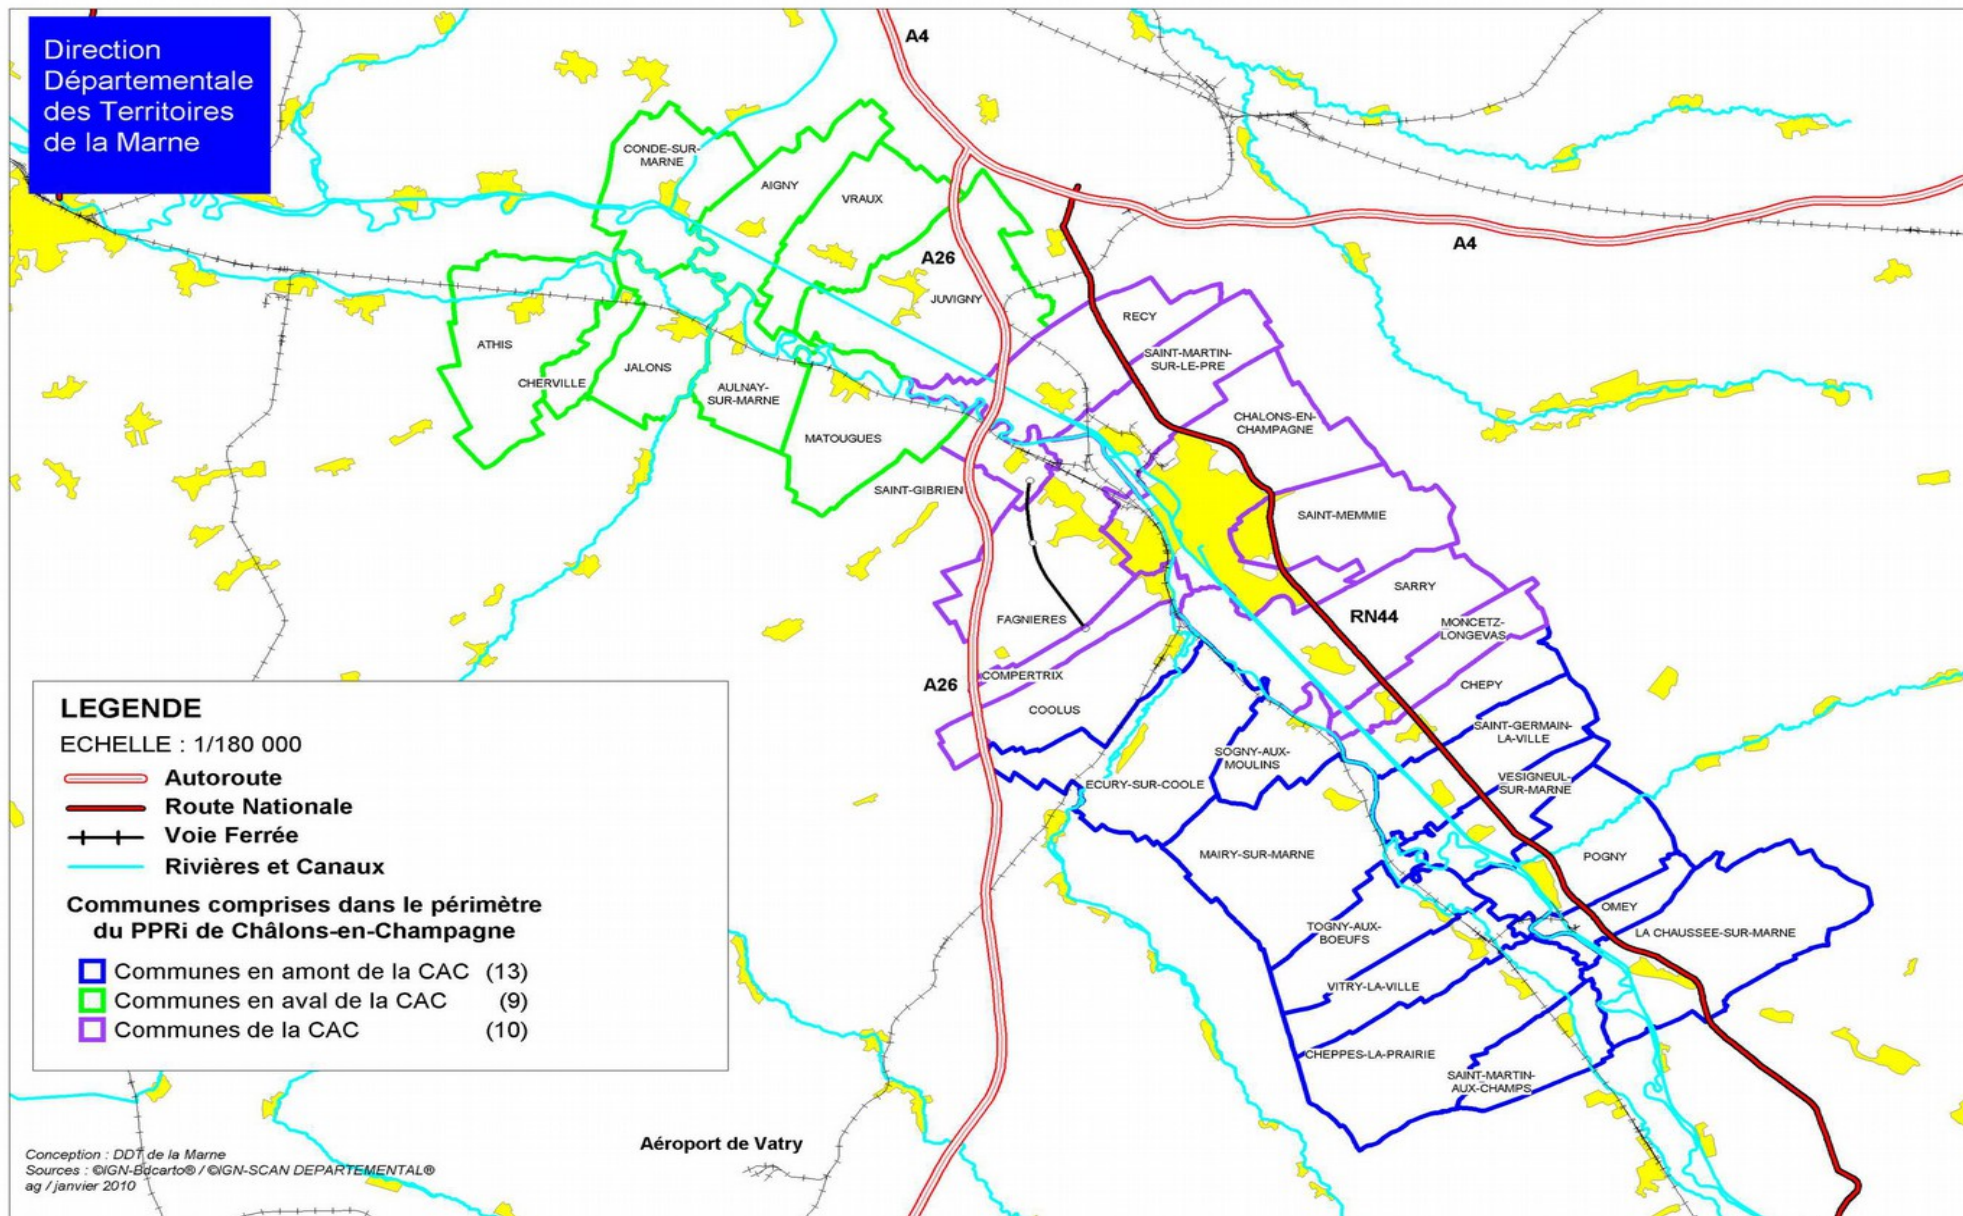 Direction
Départementale
des Territoires
de la Marne
A4
CONDE-SUR-
MARNE
AIGNY
VRAUX
A4
A26
JUVIGNY
RECY
ATHIS
SAINT-MARTIN-
SUR-LE-PRE
CHERVILLE
JALONS
AULNAY-
SUR-MARNE
CHALONS-EN-
CHAMPAGNE
MATOUGUES
SAINT-GIBRIEN
SAINT-MEMMIE
SARRY
FAGNIERES
RN44
MONCETZ-
LONGEVAS
COMPERTRIX
A26
CHEPY
COOLUS
SAINT-GERMAIN-
LA-VILLE
SOGNY-AUX-
MOULINS
ECURY-SUR-COOLE
VESIGNEUL-
SUR-MARNE
MAIRY-SUR-MARNE
POGNY
OMEY
TOGNY-AUX-
BOEUFS
LA CHAUSSEE-SUR-MARNE
VITRY-LA-VILLE
CHEPPES-LA-PRAIRIE
SAINT-MARTIN-
AUX-CHAMPS
LEGENDE
ECHELLE : 1/180 000
Autoroute
Route Nationale
Voie Ferrée
Rivières et Canaux
Communes comprises dans le périmètre
du PPRi de Châlons-en-Champagne
Communes en amont de la CAC (13)
Communes en aval de la CAC (9)
Communes de la CAC (10)
Aéroport de Vatry
Conception : DDT de la Marne
Sources : ©IGN-Bdcarto® / ©IGN-SCAN DEPARTEMENTAL®
ag / janvier 2010